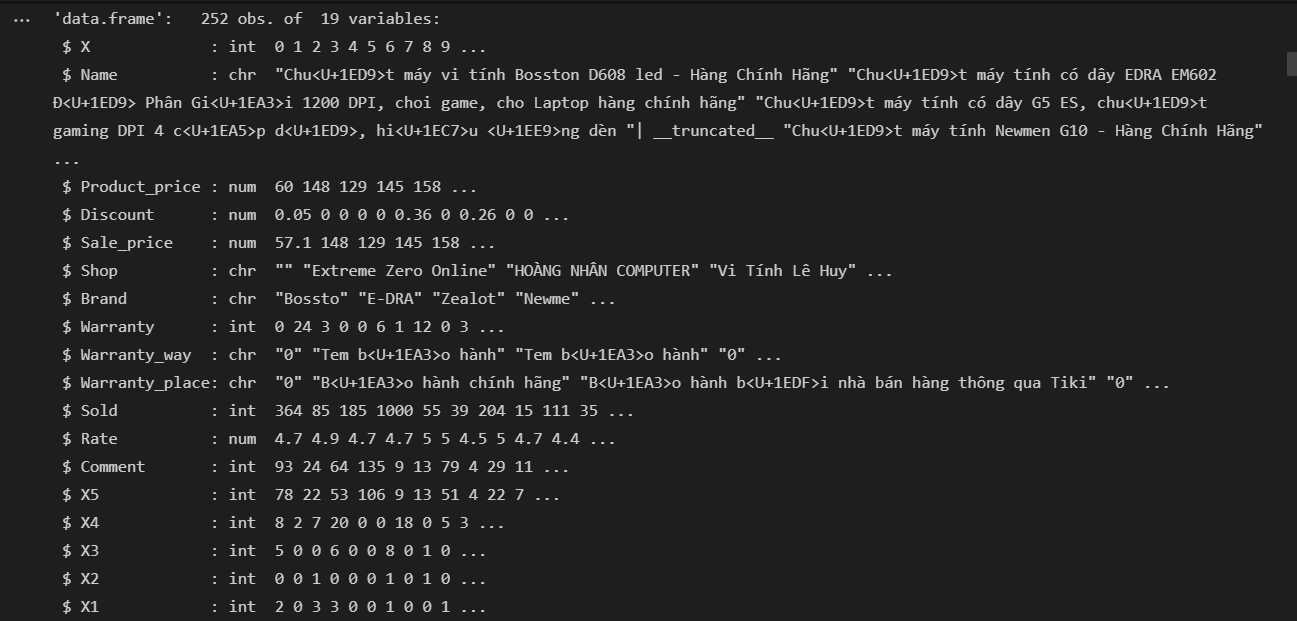 ... 'data.frame':   252 obs. of  19 variables:
 $ X             : int  0 1 2 3 4 5 6 7 8 9 ...
 $ Name          : chr  "Chu<U+1ED9>t máy vi tính Bosston D608 led - Hàng Chính Hãng" "Chu<U+1ED9>t máy tính có dây EDRA EM602
Ð<U+1ED9> Phân Gi<U+1EA3>i 1200 DPI, choi game, cho Laptop hàng chính hãng" "Chu<U+1ED9>t máy tính có dây G5 ES, chu<U+1ED9>t
gaming DPI 4 c<U+1EA5>p d<U+1ED9>, hi<U+1EC7>u <U+1EE9>ng dèn "| __truncated__ "Chu<U+1ED9>t máy tính Newmen G10 - Hàng Chính Hãng"
...
 $ Product_price : num  60 148 129 145 158 ...
 $ Discount      : num  0.05 0 0 0 0 0.36 0 0.26 0 0 ...
 $ Sale_price    : num  57.1 148 129 145 158 ...
 $ Shop          : chr  "" "Extreme Zero Online" "HOÀNG NHÂN COMPUTER" "Vi Tính Lê Huy" ...
 $ Brand         : chr  "Bossto" "E-DRA" "Zealot" "Newme" ...
 $ Warranty      : int  0 24 3 0 0 6 1 12 0 3 ...
 $ Warranty_way  : chr  "0" "Tem b<U+1EA3>o hành" "Tem b<U+1EA3>o hành" "0" ...
 $ Warranty_place: chr  "0" "B<U+1EA3>o hành chính hãng" "B<U+1EA3>o hành b<U+1EDF>i nhà bán hàng thông qua Tiki" "0" ...
 $ Sold          : int  364 85 185 1000 55 39 204 15 111 35 ...
 $ Rate          : num  4.7 4.9 4.7 4.7 5 5 4.5 5 4.7 4.4 ...
 $ Comment       : int  93 24 64 135 9 13 79 4 29 11 ...
 $ X5            : int  78 22 53 106 9 13 51 4 22 7 ...
 $ X4            : int  8 2 7 20 0 0 18 0 5 3 ...
 $ X3            : int  5 0 0 6 0 0 8 0 1 0 ...
 $ X2            : int  0 0 1 0 0 0 1 0 1 0 ...
 $ X1            : int  2 0 3 3 0 0 1 0 0 1 ...